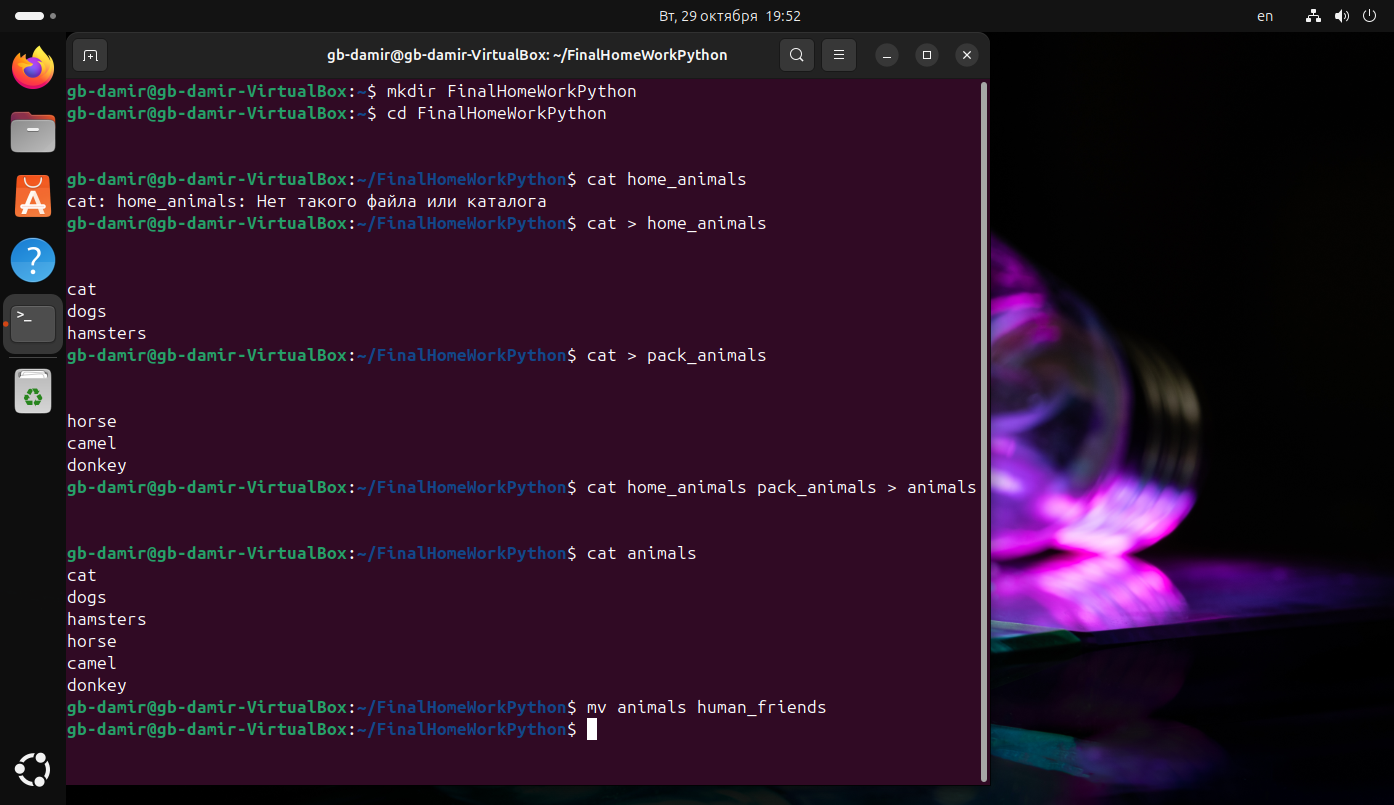 Вт, 29 октября 19:52
en
gb-damir@gb-damir-VirtualBox: ~/FinalHomeWorkPython
gb-damir@gb-damir-VirtualBox:~$ mkdir FinalHomeWorkPython
gb-damir@gb-damir-VirtualBox:~$ cd FinalHomeWorkPython
gb-damir@gb-damir-VirtualBox:~/FinalHomeWorkPython$ cat home_animals
cat: home_animals: Нет такого файла или каталога
gb-damir@gb-damir-VirtualBox:~/FinalHomeWorkPython$ cat > home_animals
cat
dogs
hamsters
gb-damir@gb-damir-VirtualBox:~/FinalHomeWorkPython$ cat > pack_animals
horse
camel
donkey
gb-damir@gb-damir-VirtualBox:~/FinalHomeWorkPython$ cat home_animals pack_animals > animals
gb-damir@gb-damir-VirtualBox:~/FinalHomeWorkPython$ cat animals
cat
dogs
hamsters
horse
camel
donkey
gb-damir@gb-damir-VirtualBox:~/FinalHomeWorkPython$ mv animals human_friends
gb-damir@gb-damir-VirtualBox:~/FinalHomeWorkPython$